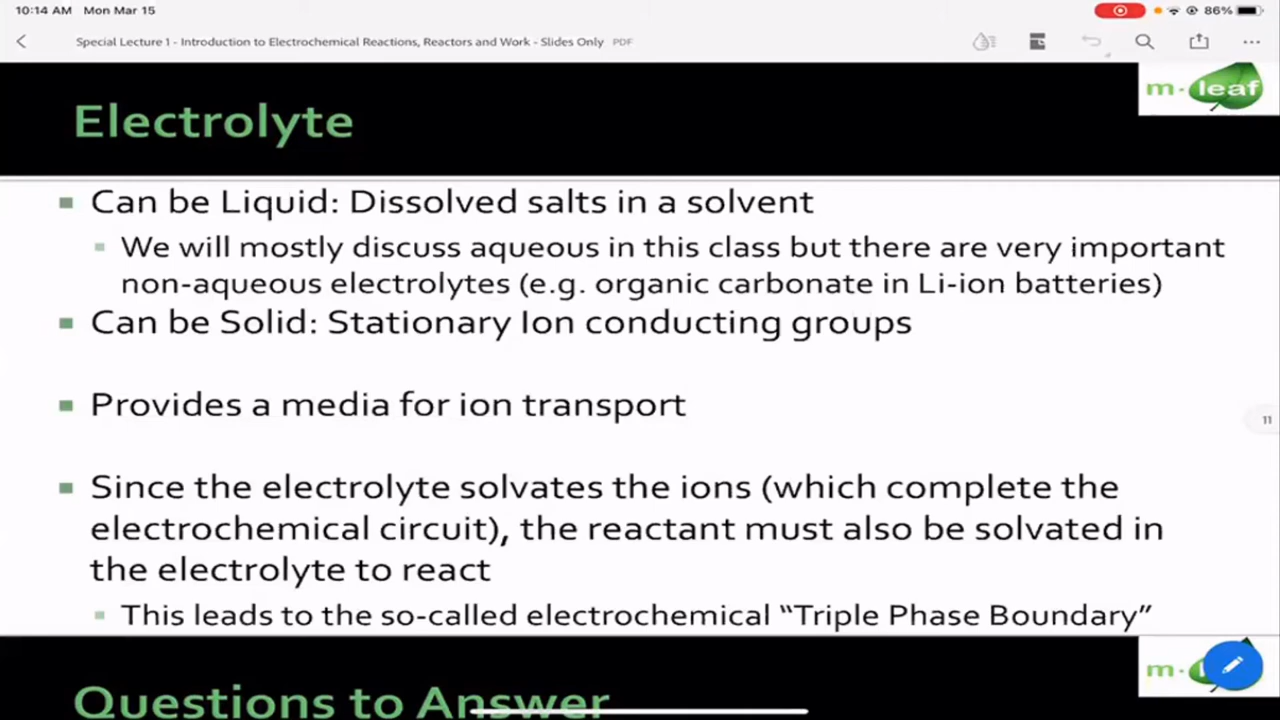 10:14 AM Mon Mar 15
86%
Special Lecture 1 - Introduction to Electrochemical Reactions, Reactors and Work - Slides Only PDF
m-leaf
Electrolyte
Can be Liquid: Dissolved salts in a solvent
We will mostly discuss aqueous in this class but there are very important
non-aqueous electrolytes (e.g. organic carbonate in Li-ion batteries)
Can be Solid: Stationary Ion conducting groups
Provides a media for ion transport
11
Since the electrolyte solvates the ions (which complete the
electrochemical circuit), the reactant must also be solvated in
the electrolyte to react
This leads to the so-called electrochemical “Triple Phase Boundary”
m
Questions to Answer